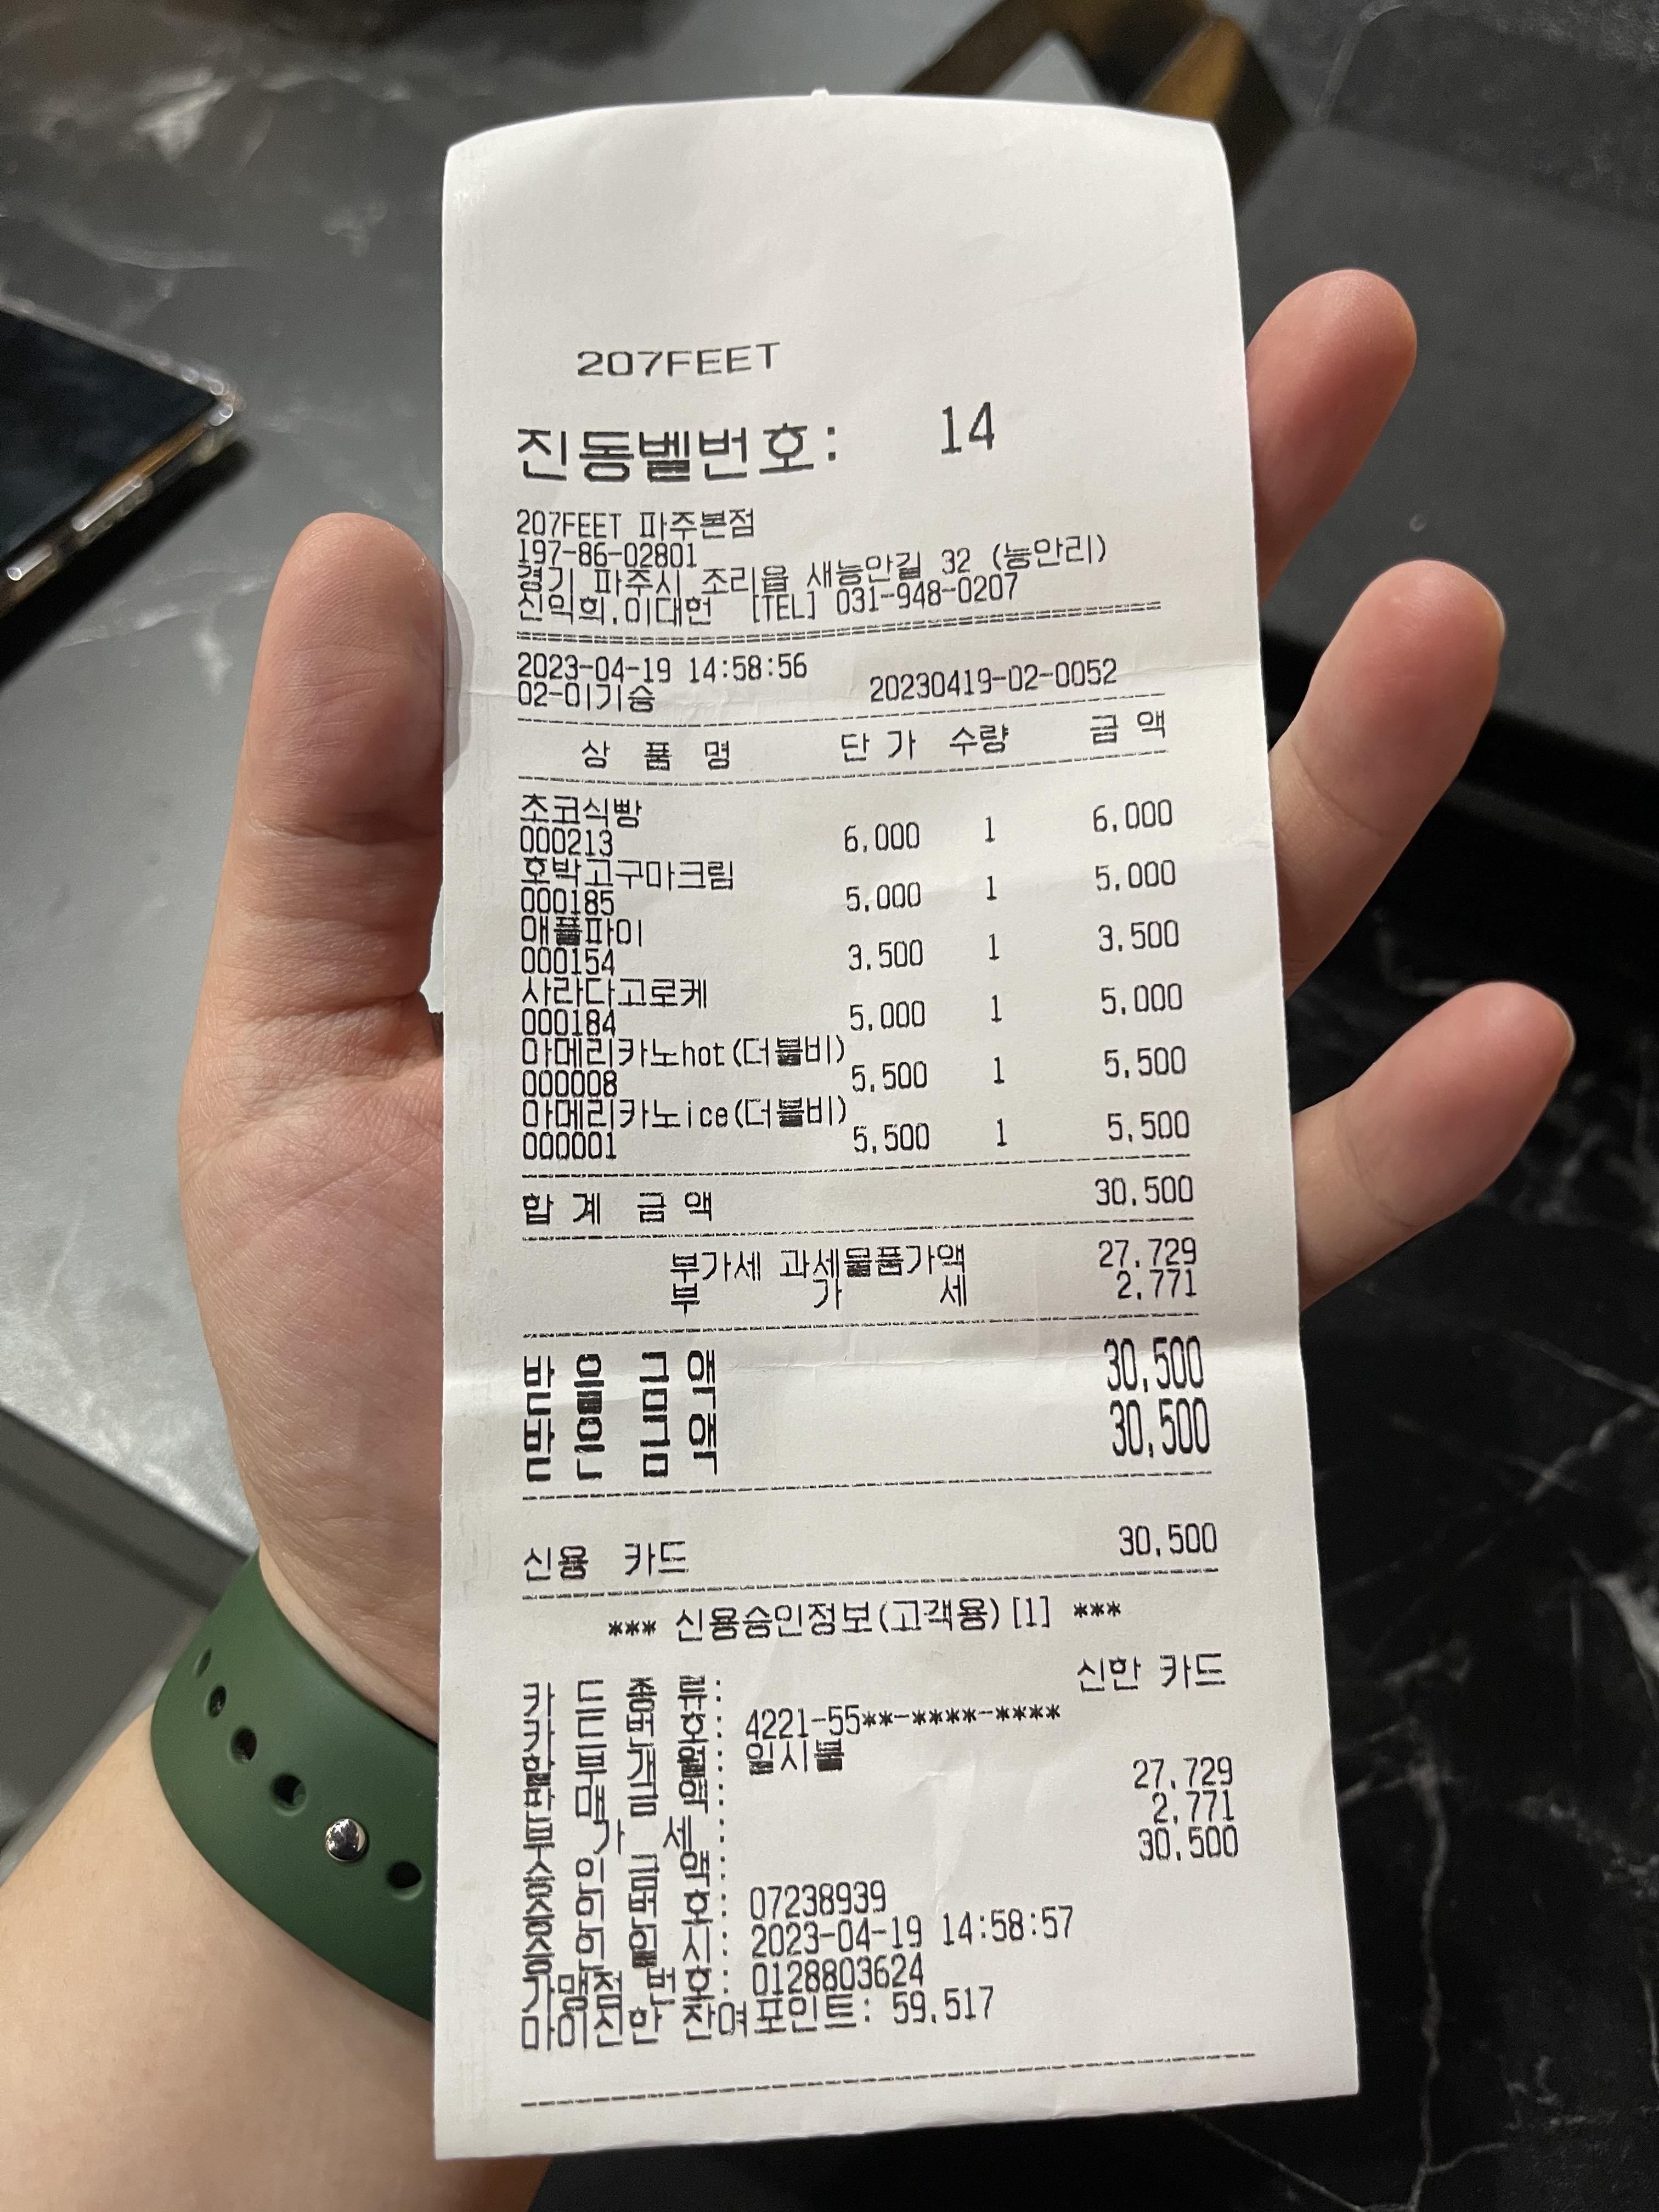 207FEET
진동벨번호: 14
207FEET 파주본점
197-86-02801
경기 파주시 조리읍 새능안길 32 (능안리)
신익희,이대헌 [TEL] 031-948-0207
2023-04-19 14:58:56
02-이기승 20230419-02-0052
상 품 명 단 가 수량 금 액
초코식빵
000213 6,000 1 6,000
호박고구마크림
000185 5,000 1 5,000
애플파이
000154 3,500 1 3,500
사라다고로케
000184 5,000 1 5,000
아메리카노hot(더블비)
000008 5,500 1 5,500
아메리카노ice(더블비)
000001 5,500 1 5,500
합 계 금 액 30,500
부가세 과세물품가액 27,729
부 가 세 2,771
받 을 금 액 30,500
받 은 금 액 30,500
신용 카드 30,500
*** 신용승인정보(고객용)[1] ***
카 드 종 류: 신한 카드
카 드 번 호: 4221-55**-****-****
할 부 개 월: 일시불
판 매 금 액: 27,729
부 가 세 : 2,771
승 인 금 액: 30,500
승 인 번 호: 07238939
승 인 일 시: 2023-04-19 14:58:57
가맹점 번호: 0128803624
마이신한 잔여포인트: 59,517